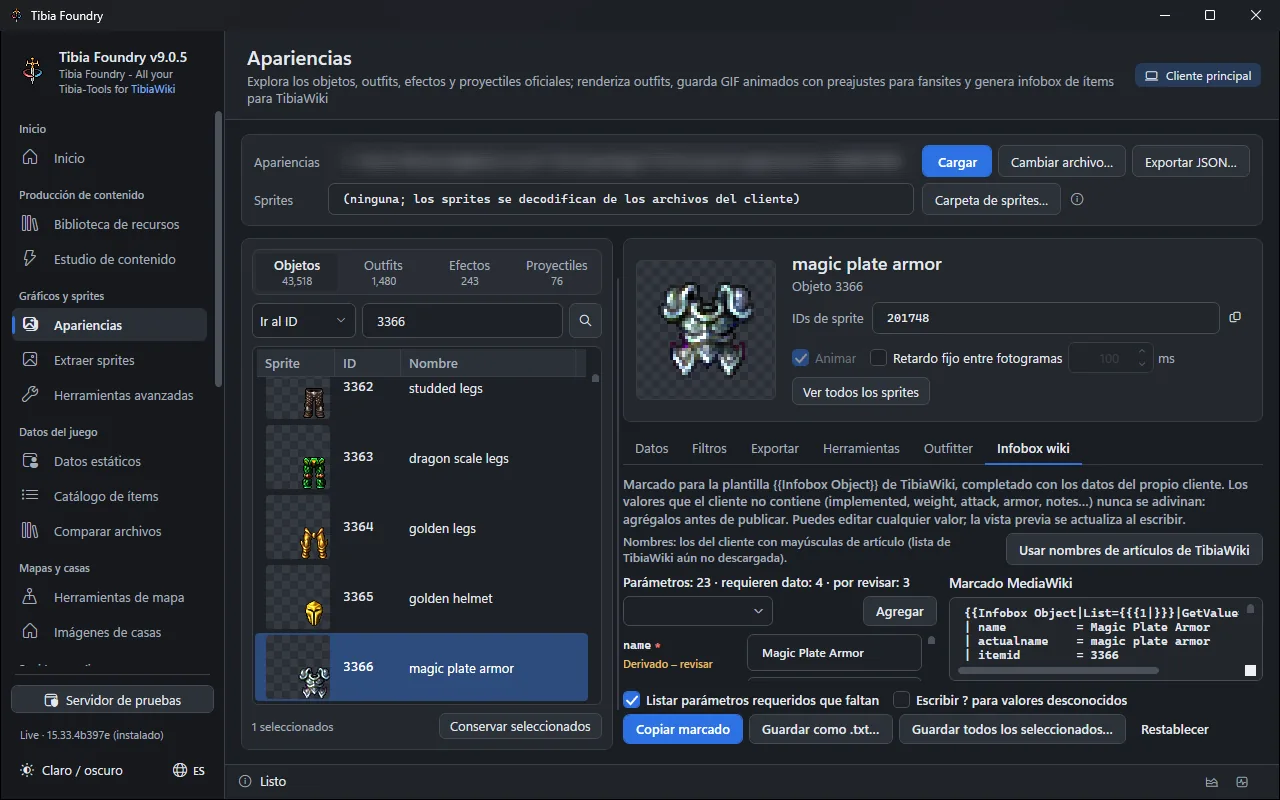 Tibia Foundry
Tibia Foundry v9.0.5
Tibia Foundry - All your
Tibia-Tools for TibiaWiki
Inicio
Inicio
Producción de contenido
Biblioteca de recursos
Estudio de contenido
Gráficos y sprites
Apariencias
Extraer sprites
Herramientas avanzadas
Datos del juego
Datos estáticos
Catálogo de ítems
Comparar archivos
Mapas y casas
Herramientas de mapa
Imágenes de casas
Servidor de pruebas
Live · 15.33.4b397e (instalado)
Claro / oscuro
ES
Apariencias
Explora los objetos, outfits, efectos y proyectiles oficiales; renderiza outfits, guarda GIF animados con preajustes para fansites y genera infobox de ítems
para TibiaWiki
Cliente principal
Apariencias
Cargar
Cambiar archivo...
Exportar JSON...
Sprites
(ninguna; los sprites se decodifican de los archivos del cliente)
Carpeta de sprites...
Objetos
43,518
Outfits
1,480
Efectos
243
Proyectiles
76
Ir al ID
3366
Sprite
ID
Nombre
3362
studded legs
3363
dragon scale legs
3364
golden legs
3365
golden helmet
3366
magic plate armor
1 seleccionados
Conservar seleccionados
magic plate armor
Objeto 3366
IDs de sprite
201748
Animar
Retardo fijo entre fotogramas
100
ms
Ver todos los sprites
Datos
Filtros
Exportar
Herramientas
Outfitter
Infobox wiki
Marcado para la plantilla {{Infobox Object}} de TibiaWiki, completado con los datos del propio cliente. Los
valores que el cliente no contiene (implemented, weight, attack, armor, notes...) nunca se adivinan:
agrégalos antes de publicar. Puedes editar cualquier valor; la vista previa se actualiza al escribir.
Nombres: los del cliente con mayúsculas de artículo (lista de
TibiaWiki aún no descargada).
Usar nombres de artículos de TibiaWiki
Parámetros: 23 · requieren dato: 4 · por revisar: 3
Agregar
name *
Derivado – revisar
Magic Plate Armor
Marcado MediaWiki
{{Infobox Object|List={{{1|}}}|GetValue
| name = Magic Plate Armor
| actualname = magic plate armor
| itemid = 3366
Listar parámetros requeridos que faltan
Escribir ? para valores desconocidos
Copiar marcado
Guardar como .txt...
Guardar todos los seleccionados...
Restablecer
Listo